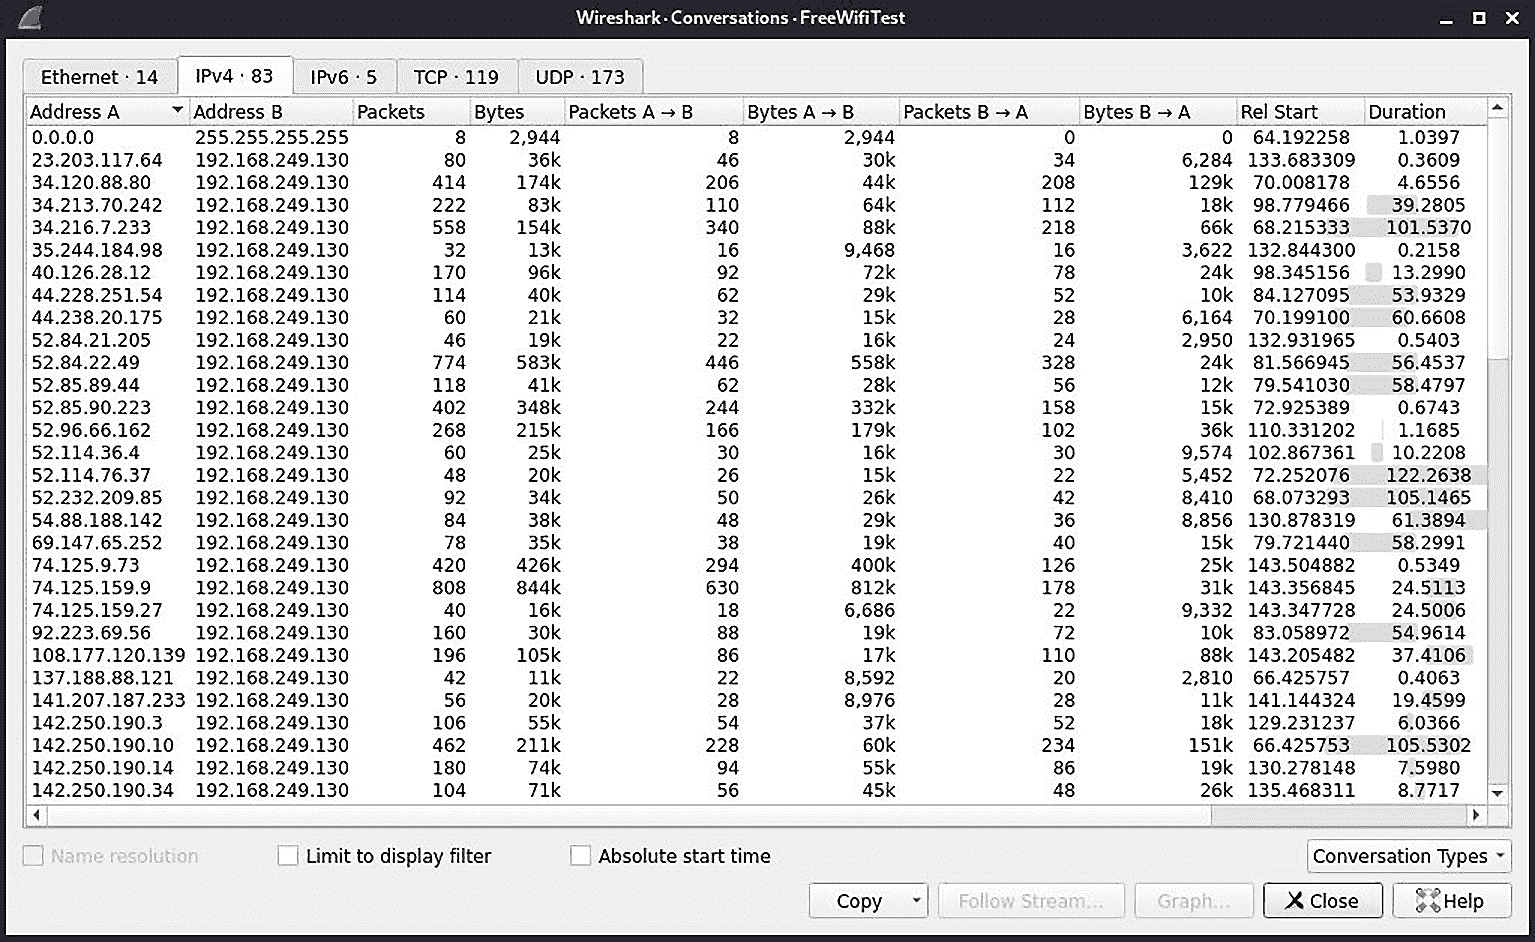 Wireshark · Conversations · FreeWifiTest
Ethernet · 14 IPv4 · 83 IPv6 · 5 TCP · 119 UDP · 173
Address A Address B Packets Bytes Packets A → B Bytes A → B Packets B → A Bytes B → A Rel Start Duration
0.0.0.0 255.255.255.255 8 2,944 8 2,944 0 0 64.192258 1.0397
23.203.117.64 192.168.249.130 80 36k 46 30k 34 6,284 133.683309 0.3609
34.120.88.80 192.168.249.130 414 174k 206 44k 208 129k 70.008178 4.6556
34.213.70.242 192.168.249.130 222 83k 110 64k 112 18k 98.779466 39.2805
34.216.7.233 192.168.249.130 558 154k 340 88k 218 66k 68.215333 101.5370
35.244.184.98 192.168.249.130 32 13k 16 9,468 16 3,622 132.844300 0.2158
40.126.28.12 192.168.249.130 170 96k 92 72k 78 24k 98.345156 13.2990
44.228.251.54 192.168.249.130 114 40k 62 29k 52 10k 84.127095 53.9329
44.238.20.175 192.168.249.130 60 21k 32 15k 28 6,164 70.199100 60.6608
52.84.21.205 192.168.249.130 46 19k 22 16k 24 2,950 132.931965 0.5403
52.84.22.49 192.168.249.130 774 583k 446 558k 328 24k 81.566945 56.4537
52.85.89.44 192.168.249.130 118 41k 62 28k 56 12k 79.541030 58.4797
52.85.90.223 192.168.249.130 402 348k 244 332k 158 15k 72.925389 0.6743
52.96.66.162 192.168.249.130 268 215k 166 179k 102 36k 110.331202 1.1685
52.114.36.4 192.168.249.130 60 25k 30 16k 30 9,574 102.867361 10.2208
52.114.76.37 192.168.249.130 48 20k 26 15k 22 5,452 72.252076 122.2638
52.232.209.85 192.168.249.130 92 34k 50 26k 42 8,410 68.073293 105.1465
54.88.188.142 192.168.249.130 84 38k 48 29k 36 8,856 130.878319 61.3894
69.147.65.252 192.168.249.130 78 35k 38 19k 40 15k 79.721440 58.2991
74.125.9.73 192.168.249.130 420 426k 294 400k 126 25k 143.504882 0.5349
74.125.159.9 192.168.249.130 808 844k 630 812k 178 31k 143.356845 24.5113
74.125.159.27 192.168.249.130 40 16k 18 6,686 22 9,332 143.347728 24.5006
92.223.69.56 192.168.249.130 160 30k 88 19k 72 10k 83.058972 54.9614
108.177.120.139 192.168.249.130 196 105k 86 17k 110 88k 143.205482 37.4106
137.188.88.121 192.168.249.130 42 11k 22 8,592 20 2,810 66.425757 0.4063
141.207.187.233 192.168.249.130 56 20k 28 8,976 28 11k 141.144324 19.4599
142.250.190.3 192.168.249.130 106 55k 54 37k 52 18k 129.231237 6.0366
142.250.190.10 192.168.249.130 462 211k 228 60k 234 151k 66.425753 105.5302
142.250.190.14 192.168.249.130 180 74k 94 55k 86 19k 130.278148 7.5980
142.250.190.34 192.168.249.130 104 71k 56 45k 48 26k 135.468311 8.7717
Name resolution Limit to display filter Absolute start time Conversation Types
Copy Follow Stream... Graph... Close Help